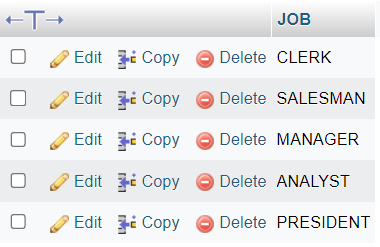 JOB
Edit Copy Delete CLERK
Edit Copy Delete SALESMAN
Edit Copy Delete MANAGER
Edit Copy Delete ANALYST
Edit Copy Delete PRESIDENT